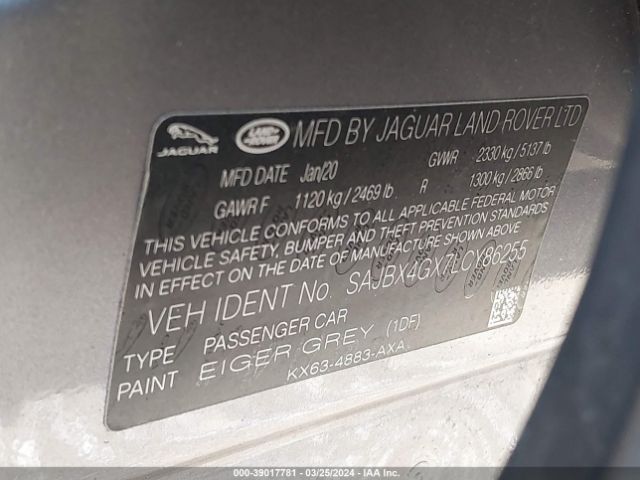 JAGUAR LAND ROVER MFD BY JAGUAR LAND ROVER LTD
MFD DATE Jan/20 GVWR 2330 kg / 5137 lb
GAWR F 1120 kg / 2469 lb R 1300 kg / 2866 lb
THIS VEHICLE CONFORMS TO ALL APPLICABLE FEDERAL MOTOR
VEHICLE SAFETY, BUMPER AND THEFT PREVENTION STANDARDS
IN EFFECT ON THE DATE OF MANUFACTURE SHOWN ABOVE
VEH IDENT No. SAJBX4GX7LCY86255
TYPE PASSENGER CAR
PAINT EIGER GREY (1DF)
KX63-4883-AXA
000-39017781 | 03/25/2024 | IAA Inc.